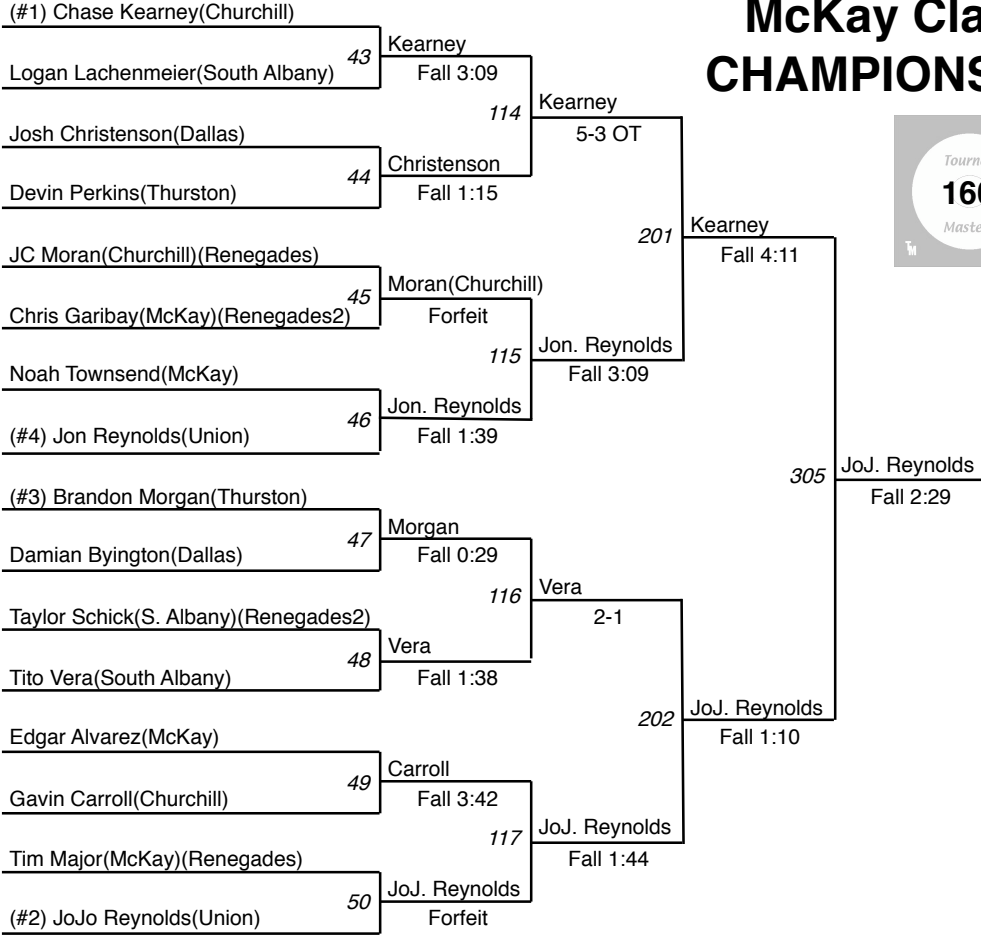 McKay Cla
CHAMPIONS
Tourn
160
Maste
TM
(#1) Chase Kearney(Churchill)
43
Logan Lachenmeier(South Albany)
Kearney
Fall 3:09
114
Josh Christenson(Dallas)
44
Devin Perkins(Thurston)
Christenson
Fall 1:15
Kearney
5-3 OT
201
JC Moran(Churchill)(Renegades)
45
Chris Garibay(McKay)(Renegades2)
Moran(Churchill)
Forfeit
115
Noah Townsend(McKay)
46
(#4) Jon Reynolds(Union)
Jon. Reynolds
Fall 1:39
Jon. Reynolds
Fall 3:09
Kearney
Fall 4:11
305
(#3) Brandon Morgan(Thurston)
47
Damian Byington(Dallas)
Morgan
Fall 0:29
116
Taylor Schick(S. Albany)(Renegades2)
48
Tito Vera(South Albany)
Vera
Fall 1:38
Vera
2-1
202
Edgar Alvarez(McKay)
49
Gavin Carroll(Churchill)
Carroll
Fall 3:42
117
Tim Major(McKay)(Renegades)
50
(#2) JoJo Reynolds(Union)
JoJ. Reynolds
Forfeit
JoJ. Reynolds
Fall 1:44
JoJ. Reynolds
Fall 1:10
JoJ. Reynolds
Fall 2:29